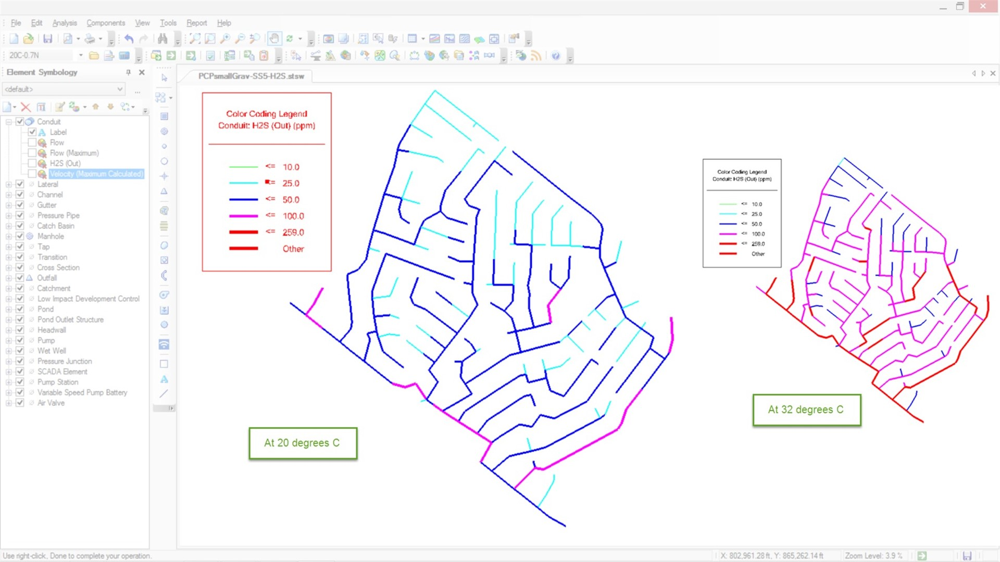 File Edit Analysis Components View Tools Report Help
20C-0.7N
Element Symbology
<default>
...
Conduit
Label
Flow
Flow (Maximum)
H2S (Out)
Velocity (Maximum Calculated)
Lateral
Channel
Gutter
Pressure Pipe
Catch Basin
Manhole
Tap
Transition
Cross Section
Outfall
Catchment
Low Impact Development Control
Pond
Pond Outlet Structure
Headwall
Pump
Wet Well
Pressure Junction
SCADA Element
Pump Station
Variable Speed Pump Battery
Air Valve
PCPsmallGrav-SS5-H2S.stsw
Color Coding Legend
Conduit: H2S (Out) (ppm)
<= 10.0
<= 25.0
<= 50.0
<= 100.0
<= 259.0
Other
At 20 degrees C
Color Coding Legend
Conduit: H2S (Out) (ppm)
<= 10.0
<= 25.0
<= 50.0
<= 100.0
<= 259.0
Other
At 32 degrees C
Use right-click, Done to complete your operation.
X: 802,961.28 ft, Y: 865,262.14 ft
Zoom Level: 3.9 %